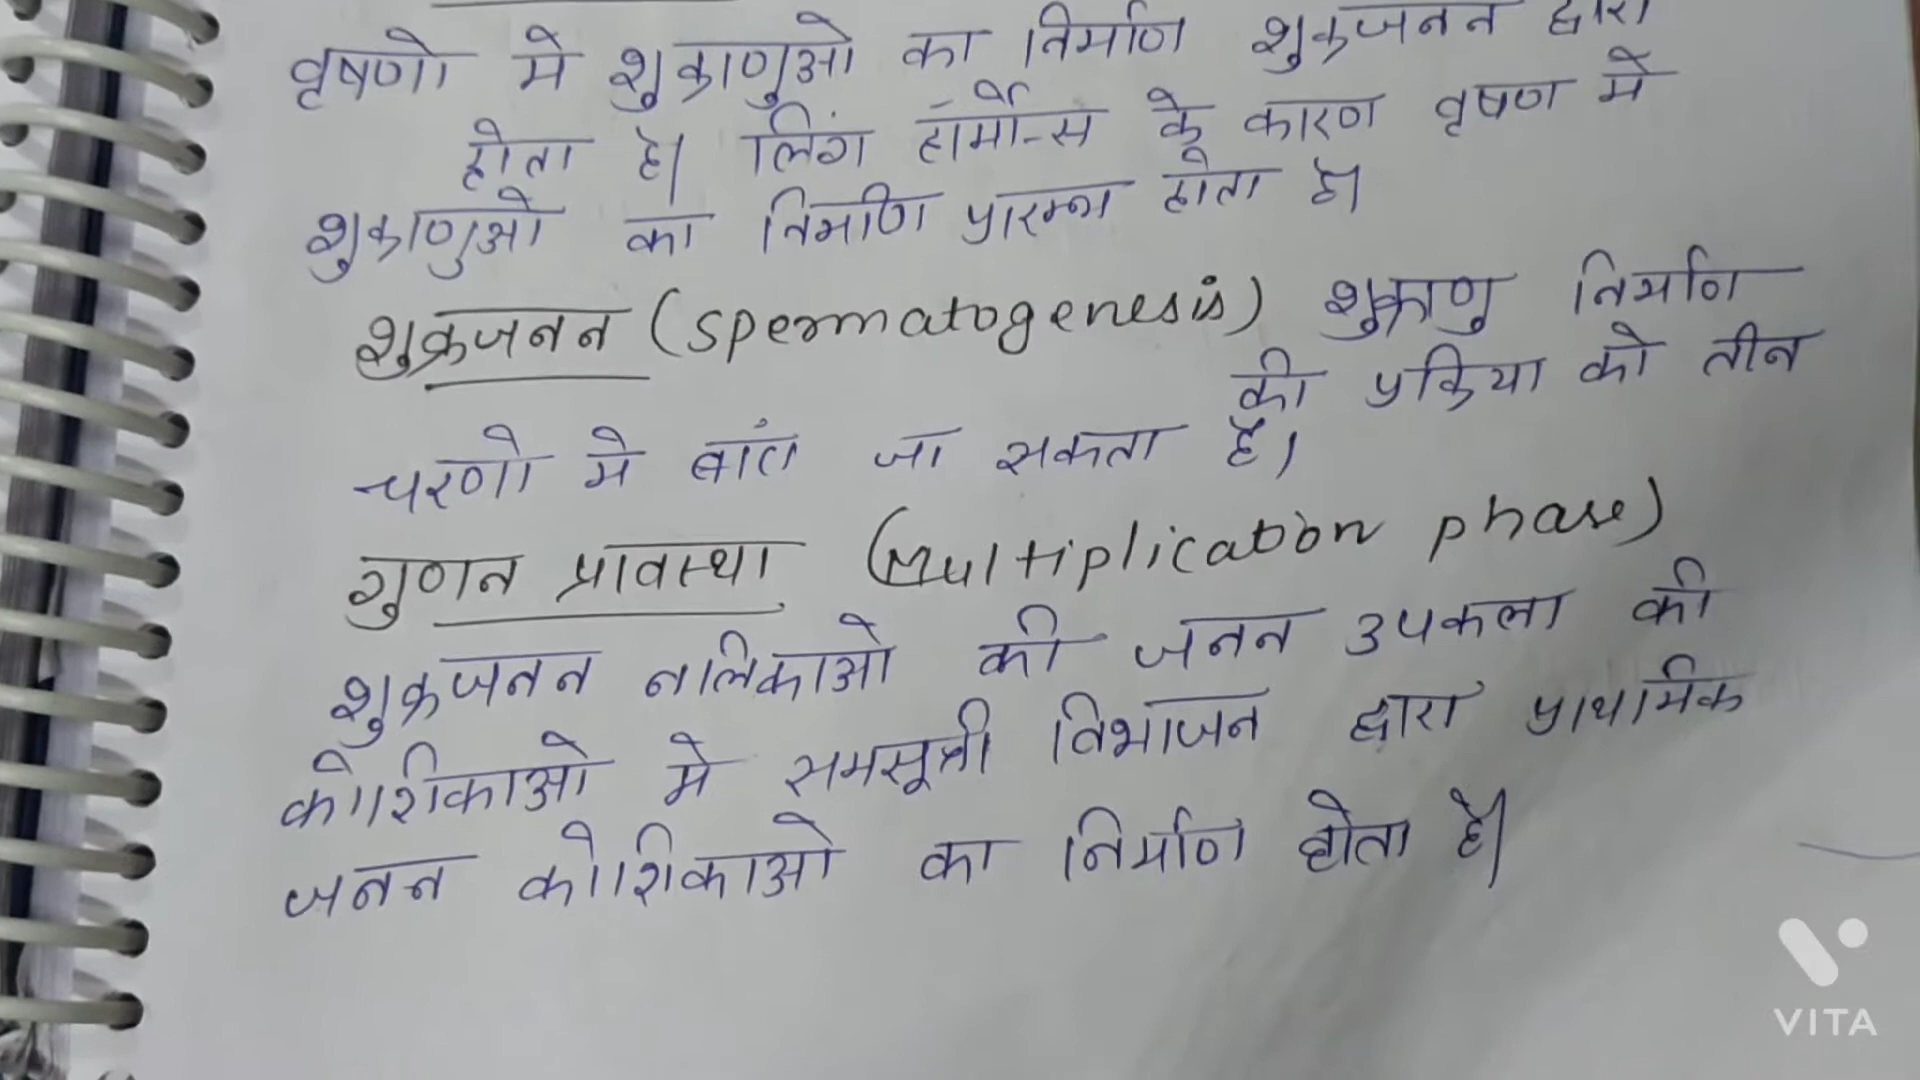 वृषणो मे शुक्राणुओ का निर्माण शुक्रजनन द्वारा
होता है। लिंग हॉर्मोन्स के कारण वृषण मे
शुक्राणुओ का निर्माण प्रारम्भ होता है।
शुक्रजनन (spermatogenesis) शुक्राणु निर्माण
की प्रक्रिया को तीन
चरणो मे बांटा जा सकता है।
गुणन प्रावस्था (Multiplication phase)
शुक्रजनन नलिकाओ की जनन उपकला की
कोशिकाओ मे समसूत्री विभाजन द्वारा प्राथमिक
जनन कोशिकाओ का निर्माण होता है।
VITA